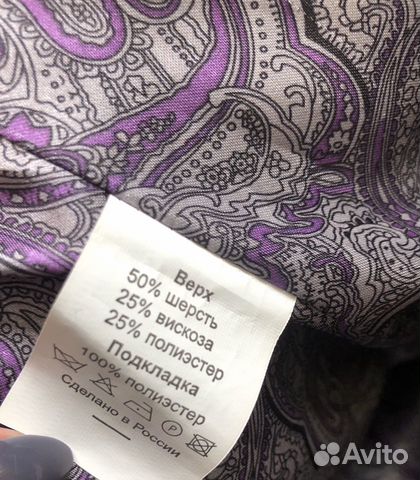 Верх
50% шерсть
25% вискоза
25% полиэстер
Подкладка
100% полиэстер
P
Сделано в России
Avito